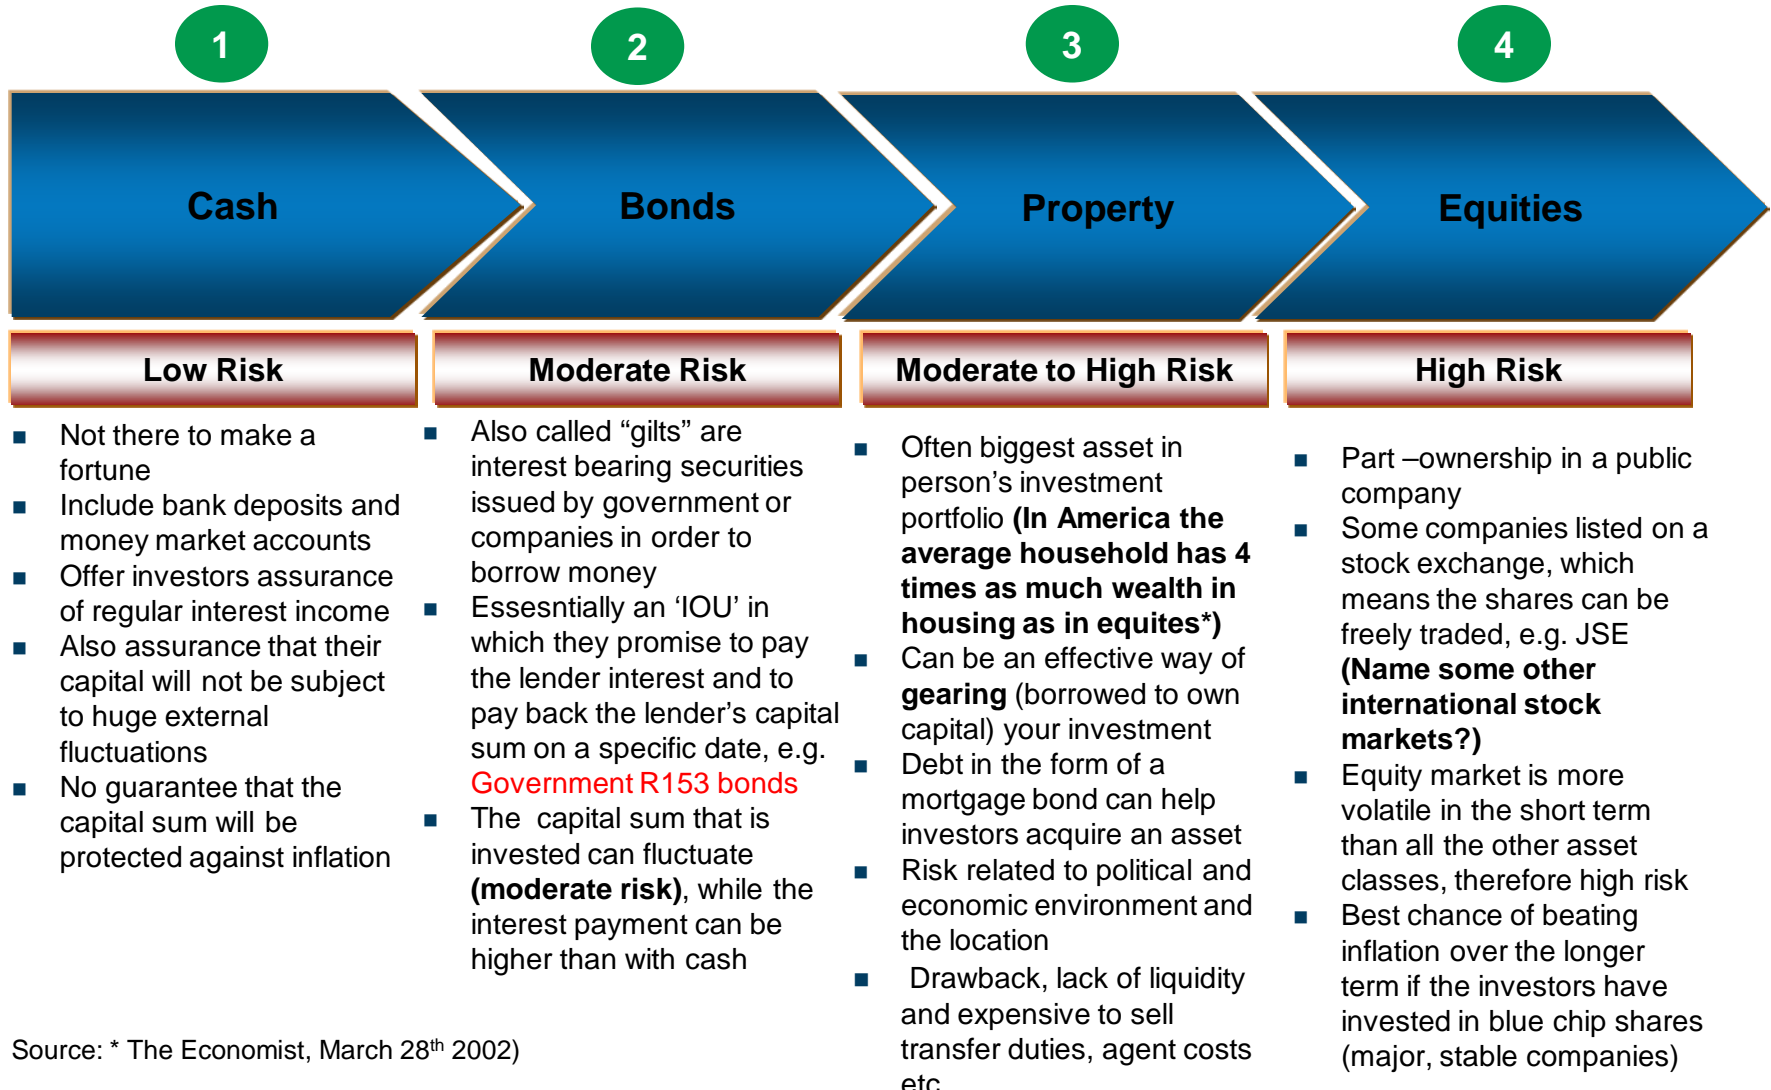 1
2
3
4
Cash
Bonds
Property
Equities
Low Risk
Moderate Risk
Moderate to High Risk
High Risk
Not there to make a
fortune
Include bank deposits and
money market accounts
Offer investors assurance
of regular interest income
Also assurance that their
capital will not be subject
to huge external
fluctuations
No guarantee that the
capital sum will be
protected against inflation
Also called “gilts” are
interest bearing securities
issued by government or
companies in order to
borrow money
Essesntially an ‘IOU’ in
which they promise to pay
the lender interest and to
pay back the lender’s capital
sum on a specific date, e.g.
Government R153 bonds
The capital sum that is
invested can fluctuate
(moderate risk), while the
interest payment can be
higher than with cash
Often biggest asset in
person’s investment
portfolio (In America the
average household has 4
times as much wealth in
housing as in equites*)
Can be an effective way of
gearing (borrowed to own
capital) your investment
Debt in the form of a
mortgage bond can help
investors acquire an asset
Risk related to political and
economic environment and
the location
Drawback, lack of liquidity
and expensive to sell
transfer duties, agent costs
etc
Part –ownership in a public
company
Some companies listed on a
stock exchange, which
means the shares can be
freely traded, e.g. JSE
(Name some other
international stock
markets?)
Equity market is more
volatile in the short term
than all the other asset
classes, therefore high risk
Best chance of beating
inflation over the longer
term if the investors have
invested in blue chip shares
(major, stable companies)
Source: * The Economist, March 28th 2002)